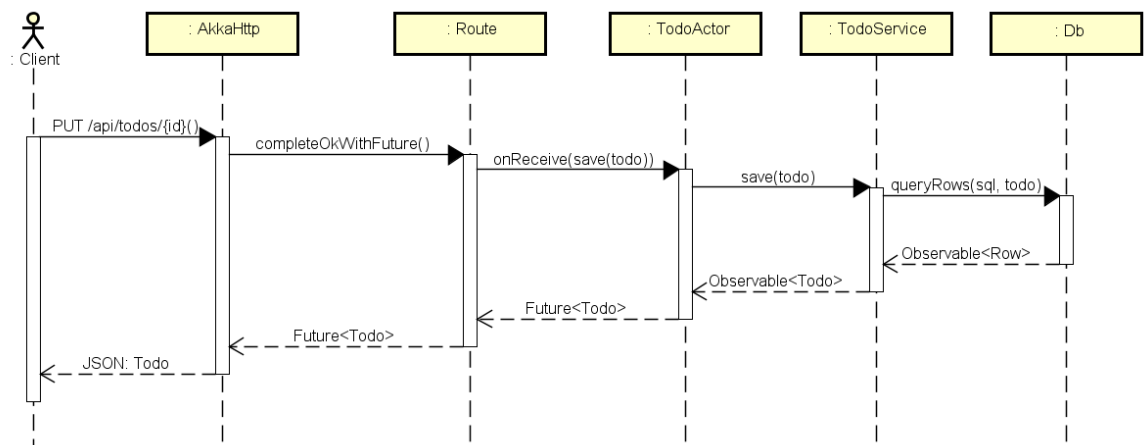 : Client
: AkkaHttp
: Route
: TodoActor
: TodoService
: Db
PUT /api/todos/{id}()
completeOkWithFuture()
onReceive(save(todo))
save(todo)
queryRows(sql, todo)
Observable<Row>
Observable<Todo>
Future<Todo>
Future<Todo>
JSON: Todo